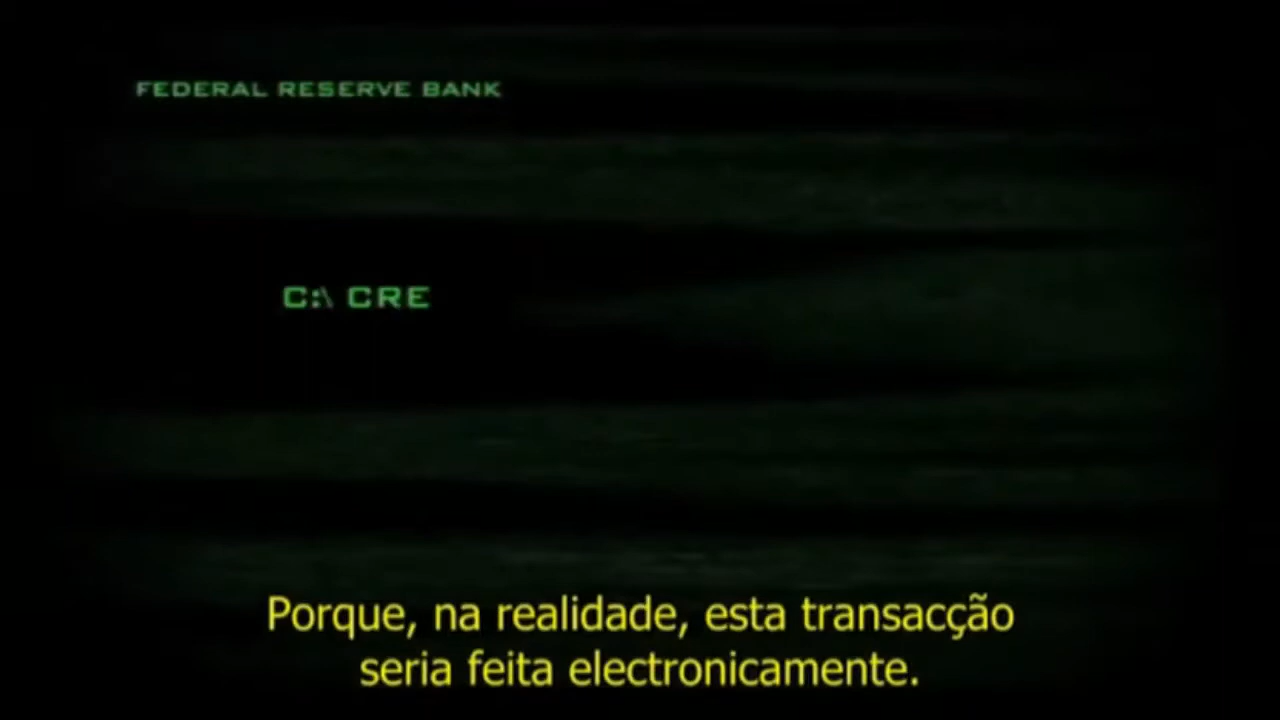 FEDERAL RESERVE BANK
C:\ CRE
Porque, na realidade, esta transacção
seria feita electronicamente.